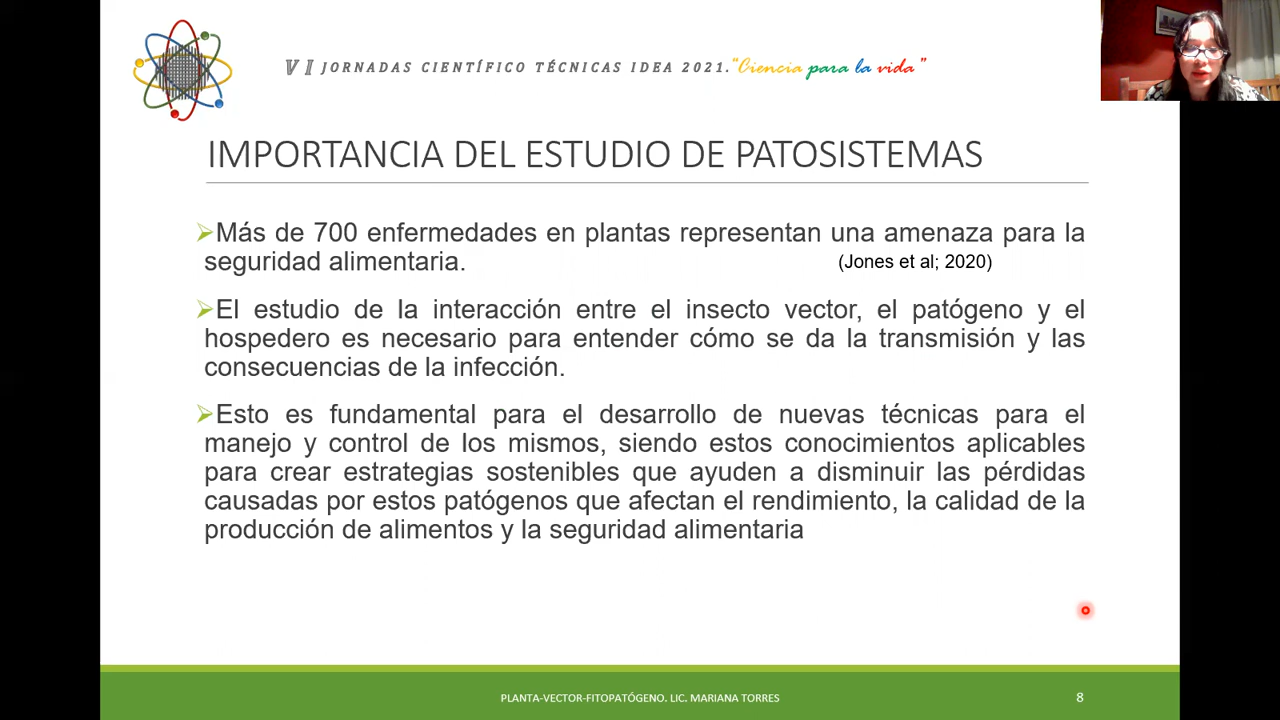 VI JORNADAS CIENTÍFICO TÉCNICAS IDEA 2021. "Ciencia para la vida"
IMPORTANCIA DEL ESTUDIO DE PATOSISTEMAS
Más de 700 enfermedades en plantas representan una amenaza para la
seguridad alimentaria. (Jones et al; 2020)
El estudio de la interacción entre el insecto vector, el patógeno y el
hospedero es necesario para entender cómo se da la transmisión y las
consecuencias de la infección.
Esto es fundamental para el desarrollo de nuevas técnicas para el
manejo y control de los mismos, siendo estos conocimientos aplicables
para crear estrategias sostenibles que ayuden a disminuir las pérdidas
causadas por estos patógenos que afectan el rendimiento, la calidad de la
producción de alimentos y la seguridad alimentaria
PLANTA-VECTOR-FITOPATÓGENO. LIC. MARIANA TORRES 8